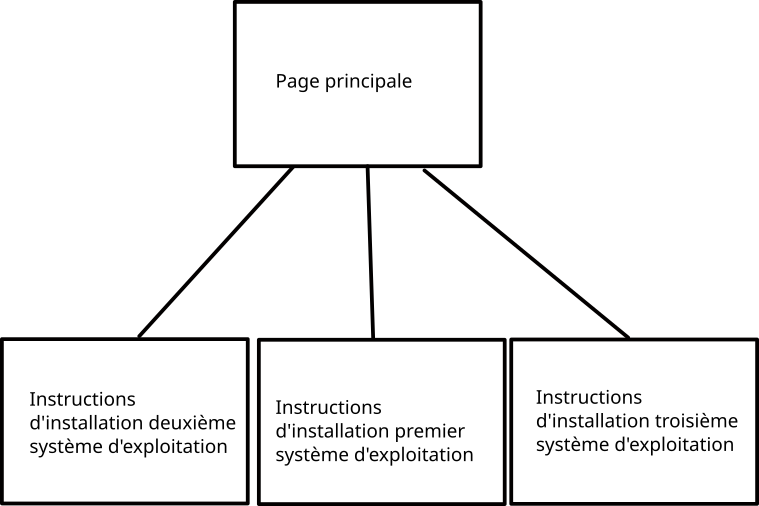 Page principale
Instructions
d'installation deuxième
système d'exploitation
Instructions
d'installation premier
système d'exploitation
Instructions
d'installation troisième
système d'exploitation